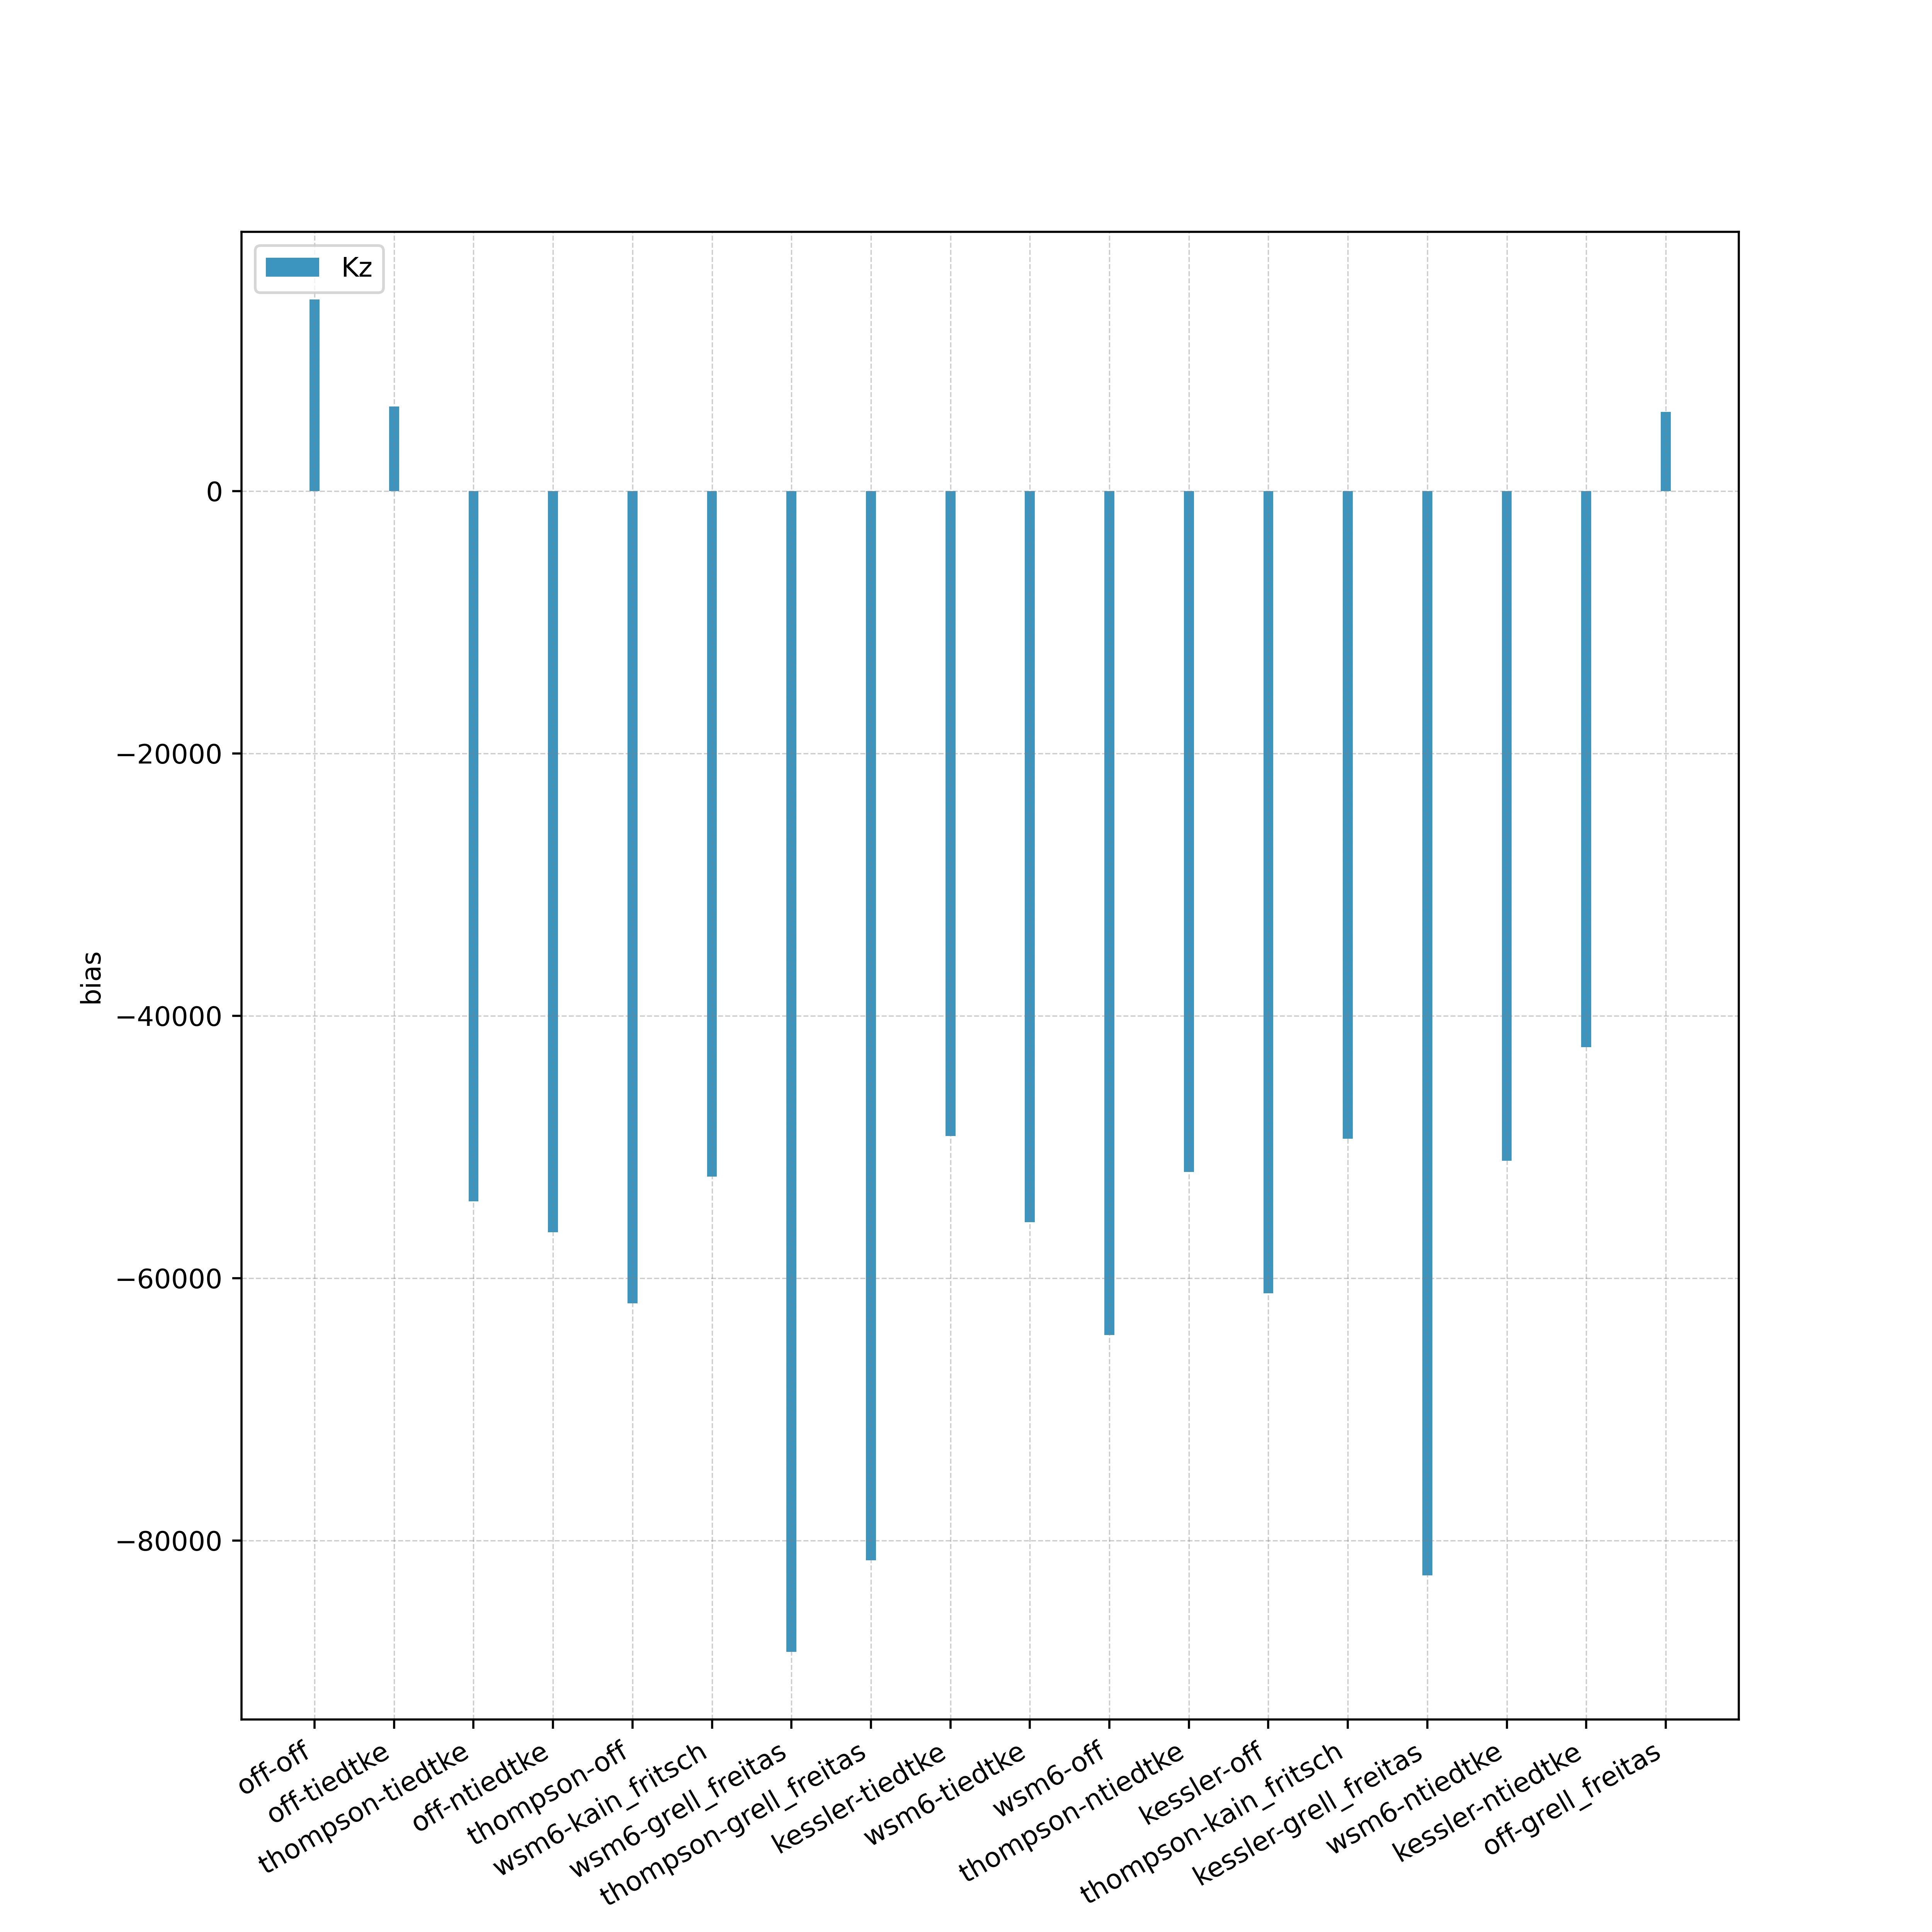 Kz
0
−20000
−40000
−60000
−80000
bias
off-off
off-tiedtke
thompson-tiedtke
off-ntiedtke
thompson-off
wsm6-kain_fritsch
wsm6-grell_freitas
thompson-grell_freitas
kessler-tiedtke
wsm6-tiedtke
wsm6-off
thompson-ntiedtke
kessler-off
thompson-kain_fritsch
kessler-grell_freitas
wsm6-ntiedtke
kessler-ntiedtke
off-grell_freitas